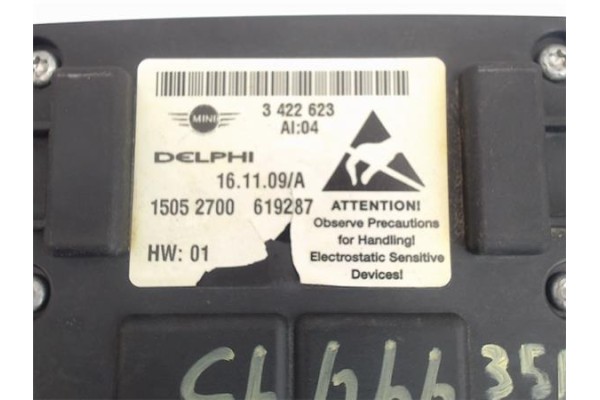 MINI
3 422 623
AI:04
DELPHI
16.11.09/A
1505 2700 619287
HW: 01
ATTENTION!
Observe Precautions
for Handling!
Electrostatic Sensitive
Devices!